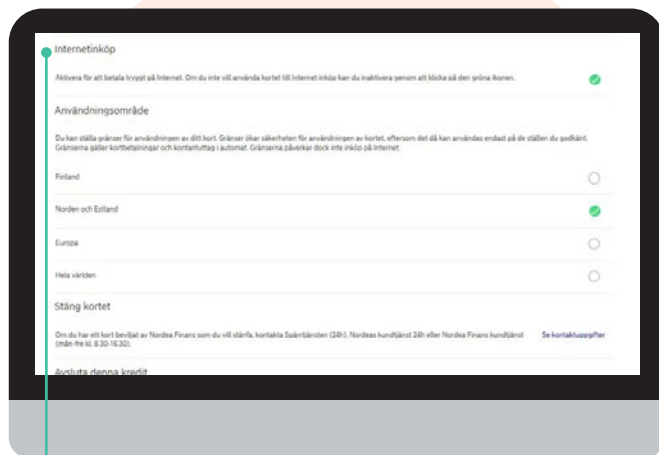 Internetinköp
Aktivera för att betala tryggt på Internet. Om du inte vill använda kortet till Internet inköp kan du inaktivera genom att klicka på den gröna ikonen.
Användningsområde
Du kan ställa gränser för användningen av ditt kort. Gränser ökar säkerheten för användningen av kortet, eftersom det då kan användas endast på de ställen du godkänt.
Gränserna gäller kortbetalningar och kontantuttag i automat. Gränserna påverkar dock inte inköp på Internet.
Finland
Norden och Estland
Europa
Hela världen
Stäng kortet
Om du har ett kort beviljat av Nordea Finans som du vill stänfa, kontakta Spärrtjänsten (24h), Nordeas kundtjänst 24h eller Nordea Finans kundtjänst Se kontaktuppgifter
(mån-fre kl. 8.30-16.30).
Avsluta denna kredit